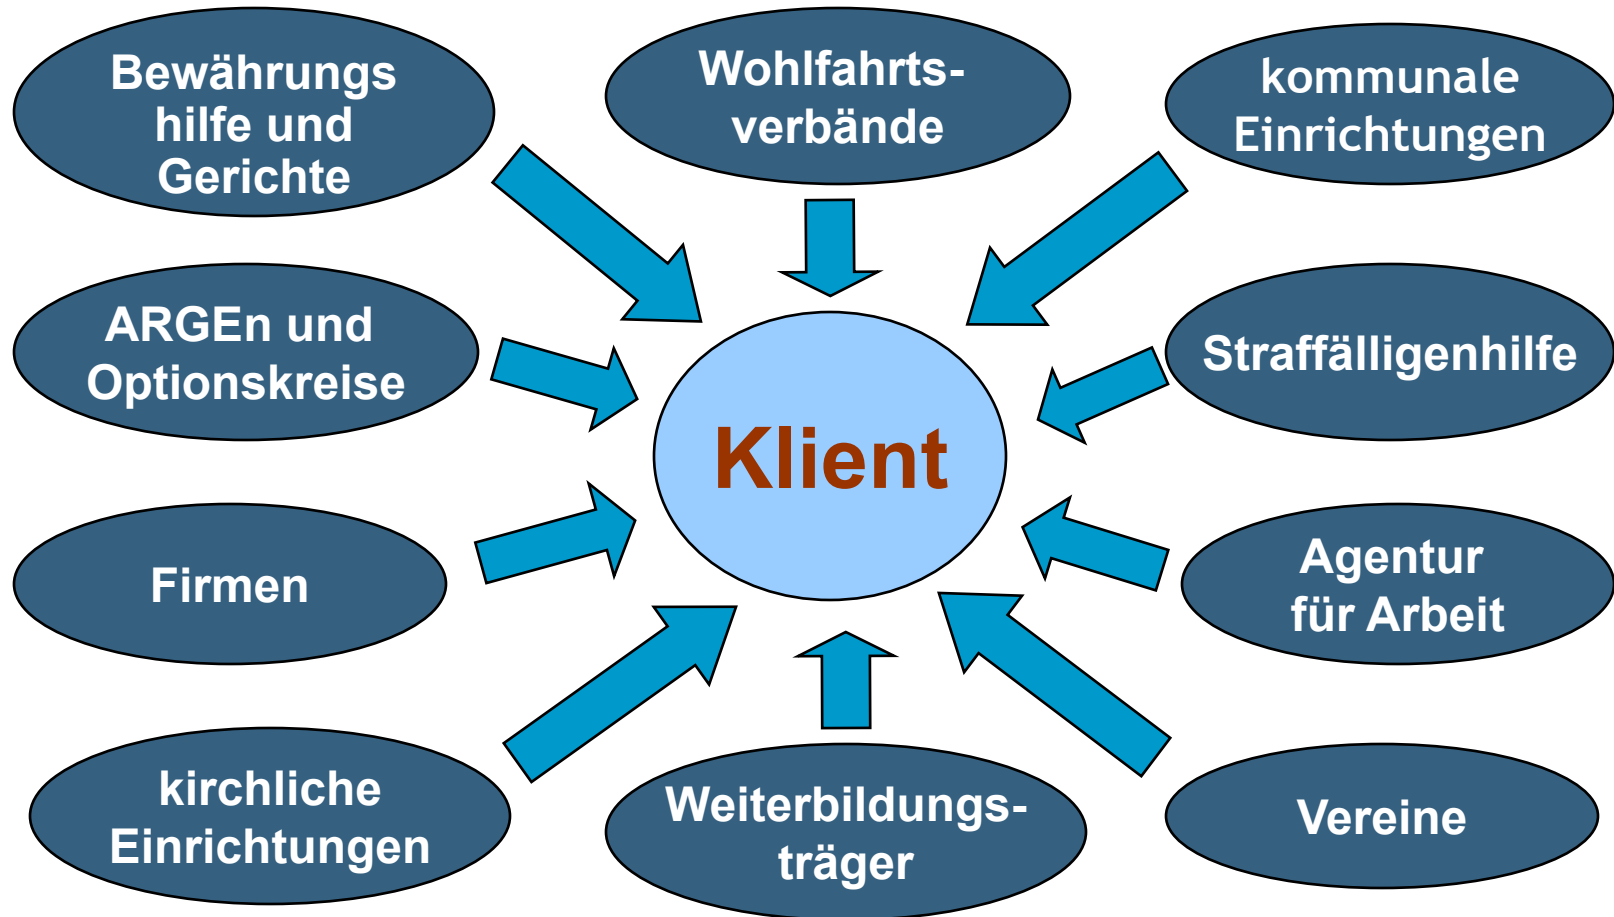 Bewährungs
hilfe und
Gerichte
Wohlfahrts-
verbände
kommunale
Einrichtungen
ARGEn und
Optionskreise
Straffälligenhilfe
Klient
Firmen
Agentur
für Arbeit
kirchliche
Einrichtungen
Weiterbildungs-
träger
Vereine